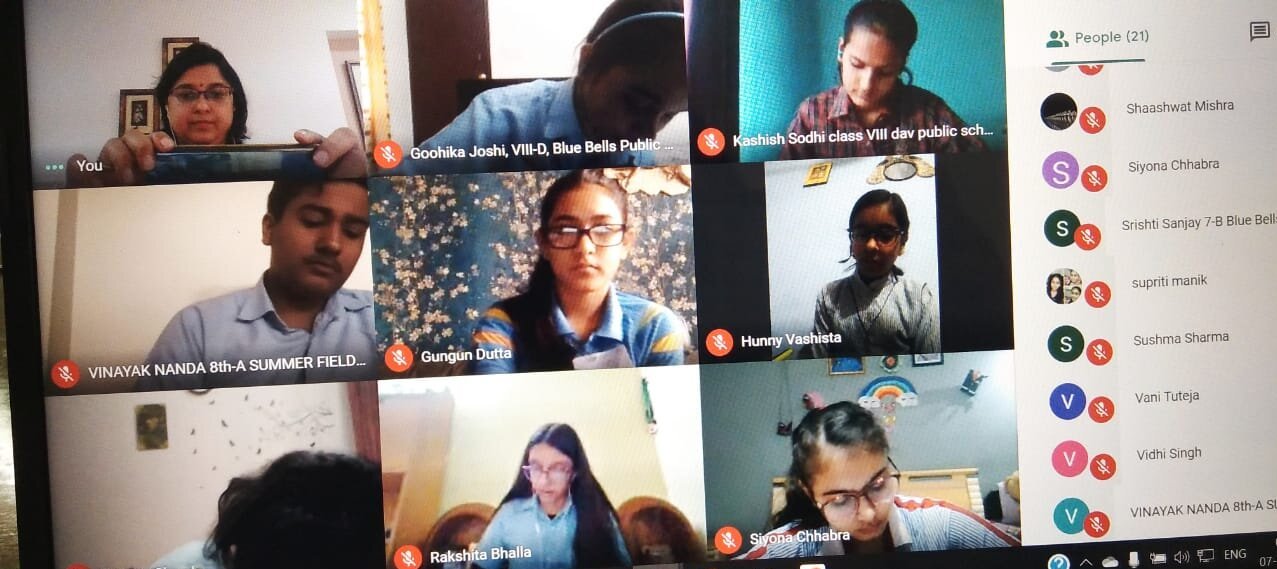 You
Goohika Joshi, VIII-D, Blue Bells Public ...
Kashish Sodhi class VIII dav public sch...
VINAYAK NANDA 8th-A SUMMER FIELD...
Gungun Dutta
Hunny Vashista
Rakshita Bhalla
Siyona Chhabra
People (21)
Shaashwat Mishra
S
Siyona Chhabra
S
Srishti Sanjay 7-B Blue Bells
supriti manik
S
Sushma Sharma
V
Vani Tuteja
V
Vidhi Singh
V
VINAYAK NANDA 8th-A SU
ENG
07-